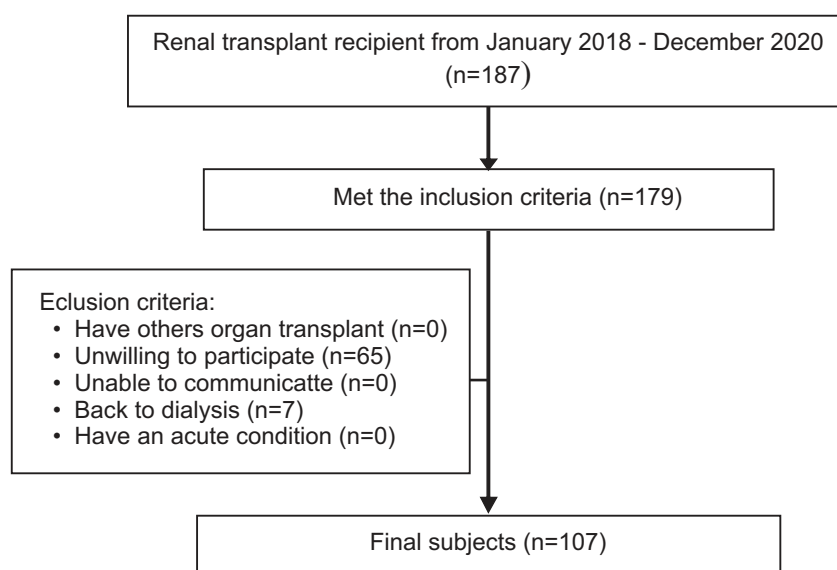 Renal transplant recipient from January 2018 - December 2020
(n=187)
Met the inclusion criteria (n=179)
Eclusion criteria:
• Have others organ transplant (n=0)
• Unwilling to participate (n=65)
• Unable to communicatte (n=0)
• Back to dialysis (n=7)
• Have an acute condition (n=0)
Final subjects (n=107)